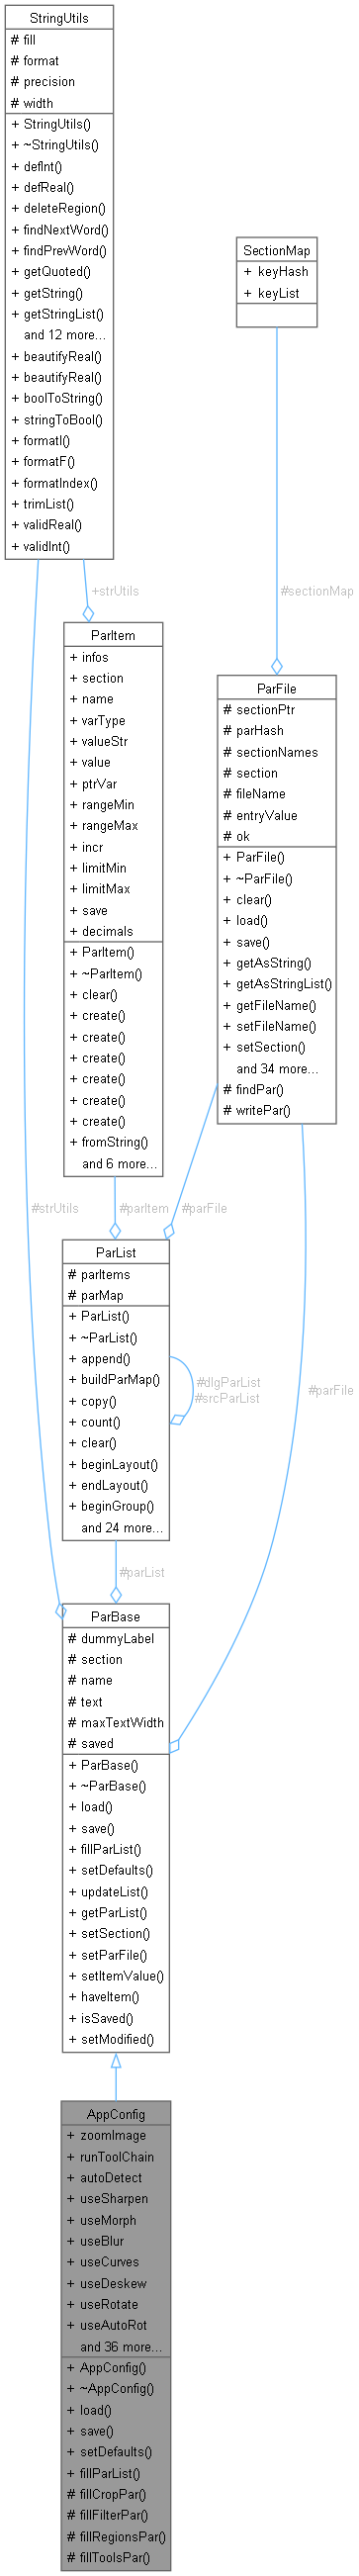 StringUtils
# fill
# format
# precision
# width
+ StringUtils()
+ ~StringUtils()
+ defInt()
+ defReal()
+ deleteRegion()
+ findNextWord()
+ findPrevWord()
+ getQuoted()
+ getString()
+ getStringList()
and 12 more...
+ beautifyReal()
+ beautifyReal()
+ boolToString()
+ stringToBool()
+ formatI()
+ formatF()
+ formatIndex()
+ trimList()
+ validReal()
+ validInt()
SectionMap
+ keyHash
+ keyList
+strUtils
#sectionMap
ParItem
+ infos
+ section
+ name
+ varType
+ valueStr
+ value
+ ptrVar
+ rangeMin
+ rangeMax
+ incr
+ limitMin
+ limitMax
+ save
+ decimals
+ ParItem()
+ ~ParItem()
+ clear()
+ create()
+ create()
+ create()
+ create()
+ create()
+ create()
+ fromString()
and 6 more...
ParFile
# sectionPtr
# parHash
# sectionNames
# section
# fileName
# entryValue
# ok
+ ParFile()
+ ~ParFile()
+ clear()
+ load()
+ save()
+ getAsString()
+ getAsStringList()
+ getFileName()
+ setFileName()
+ setSection()
and 34 more...
# findPar()
# writePar()
#strUtils
#parItem
#parFile
ParList
# parItems
# parMap
+ ParList()
+ ~ParList()
+ append()
+ buildParMap()
+ copy()
+ count()
+ clear()
+ beginLayout()
+ endLayout()
+ beginGroup()
and 24 more...
#dlgParList
#srcParList
#parFile
#parList
ParBase
# dummyLabel
# section
# name
# text
# maxTextWidth
# saved
+ ParBase()
+ ~ParBase()
+ load()
+ save()
+ fillParList()
+ setDefaults()
+ updateList()
+ getParList()
+ setSection()
+ setParFile()
+ setItemValue()
+ haveItem()
+ isSaved()
+ setModified()
AppConfig
+ zoomImage
+ runToolChain
+ autoDetect
+ useSharpen
+ useMorph
+ useBlur
+ useCurves
+ useDeskew
+ useRotate
+ useAutoRot
and 36 more...
+ AppConfig()
+ ~AppConfig()
+ load()
+ save()
+ setDefaults()
+ fillParList()
# fillCropPar()
# fillFilterPar()
# fillRegionsPar()
# fillToolsPar()